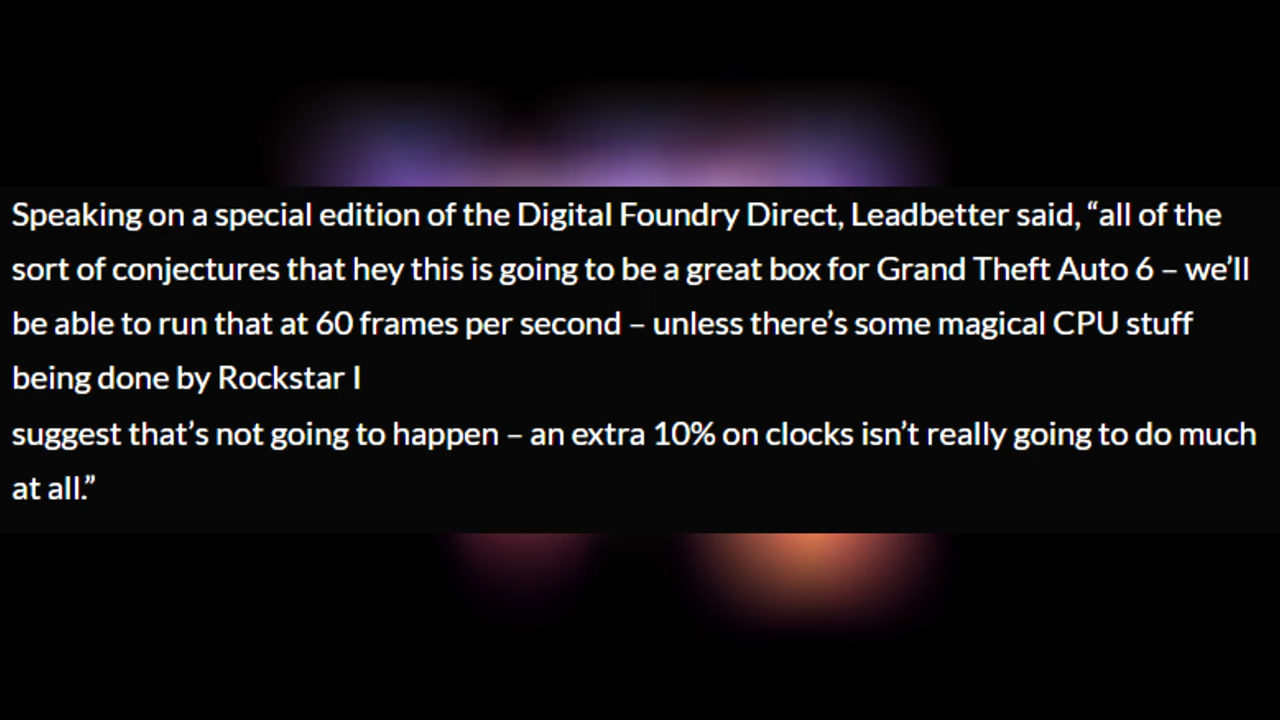 Speaking on a special edition of the Digital Foundry Direct, Leadbetter said, “all of the
sort of conjectures that hey this is going to be a great box for Grand Theft Auto 6 – we’ll
be able to run that at 60 frames per second – unless there’s some magical CPU stuff
being done by Rockstar I
suggest that’s not going to happen – an extra 10% on clocks isn’t really going to do much
at all.”